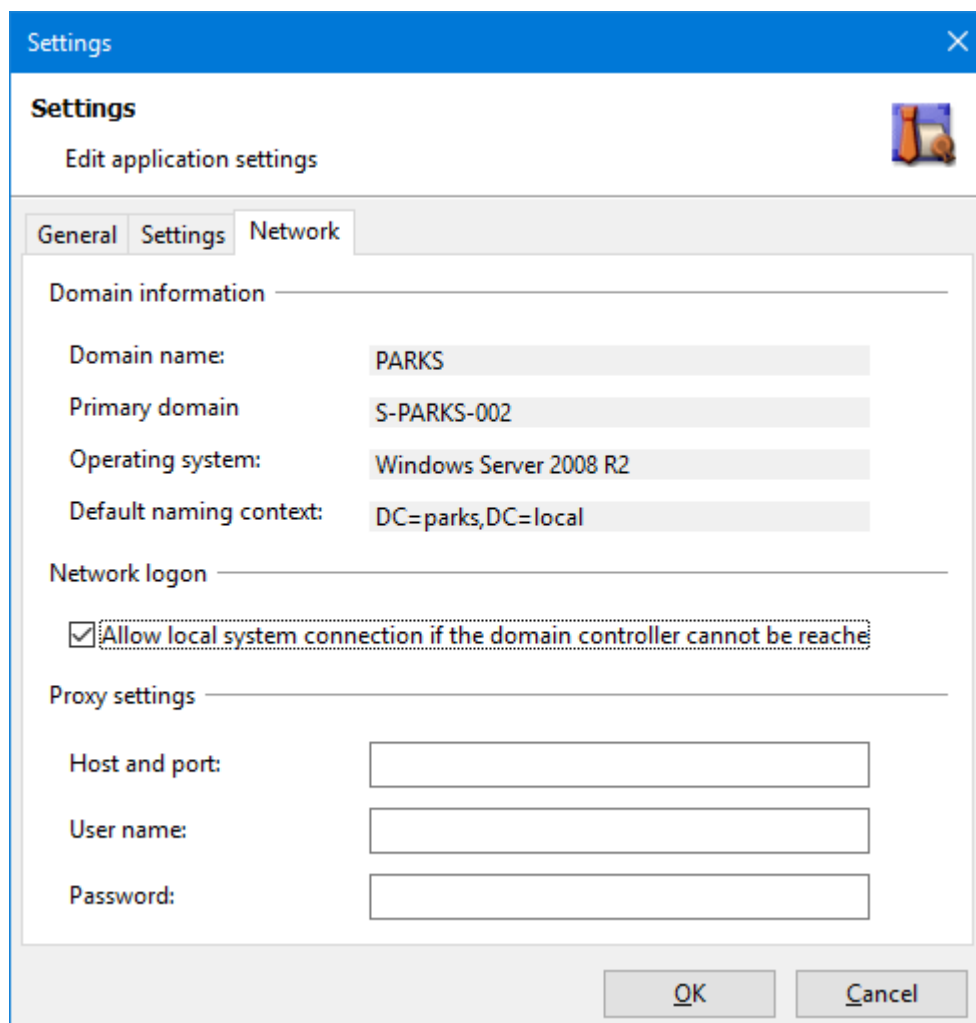 Settings
Settings
Edit application settings
General Settings Network
Domain information
Domain name: PARKS
Primary domain S-PARKS-002
Operating system: Windows Server 2008 R2
Default naming context: DC=parks,DC=local
Network logon
Allow local system connection if the domain controller cannot be reache
Proxy settings
Host and port:
User name:
Password:
OK Cancel